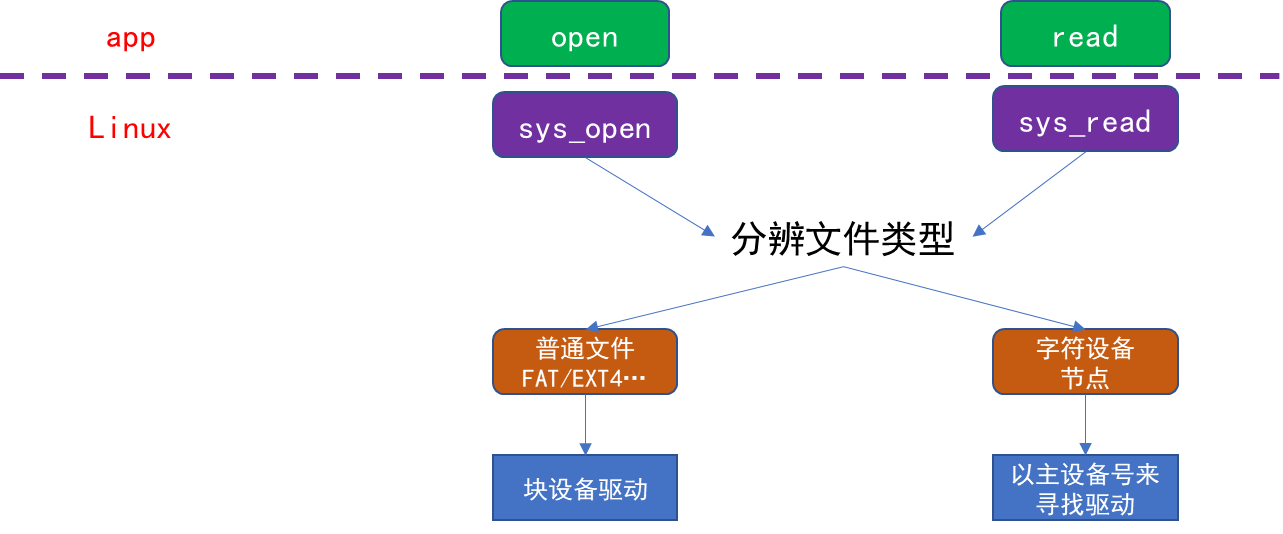 app
open
read
Linux
sys_open
sys_read
分辨文件类型
普通文件
FAT/EXT4…
字符设备
节点
块设备驱动
以主设备号来
寻找驱动